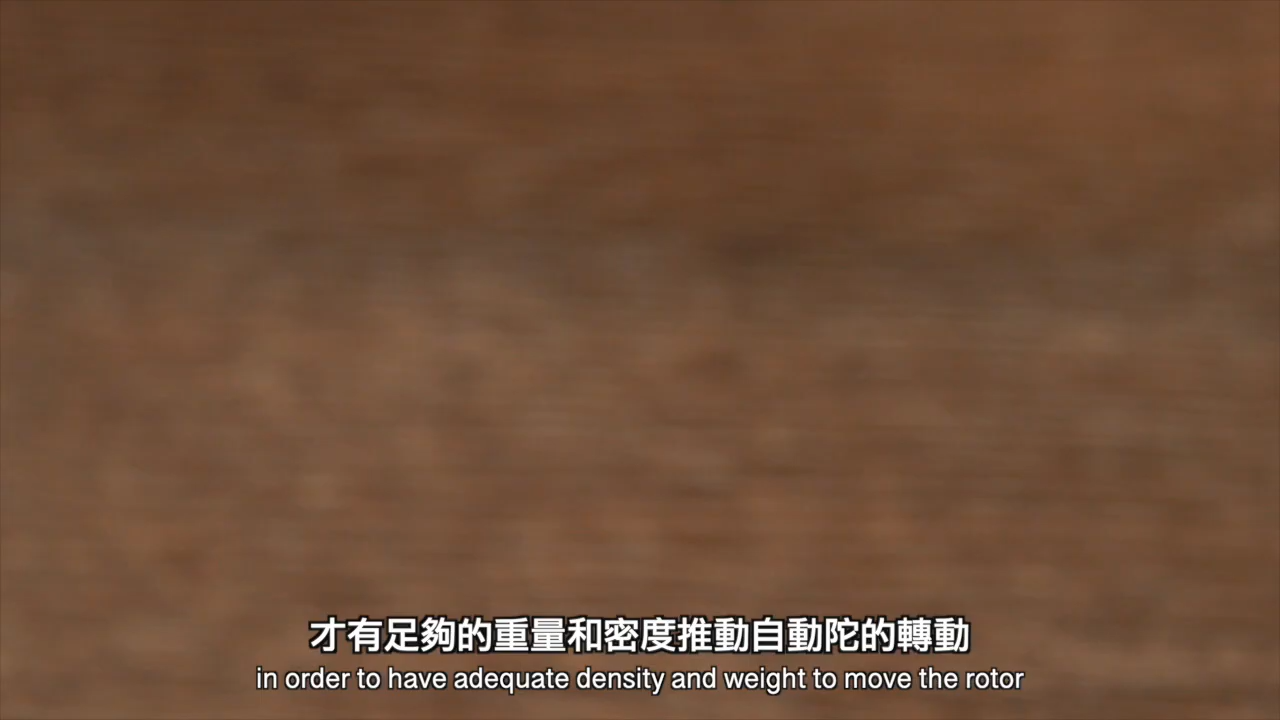 才有足夠的重量和密度推動自動陀的轉動
in order to have adequate density and weight to move the rotor